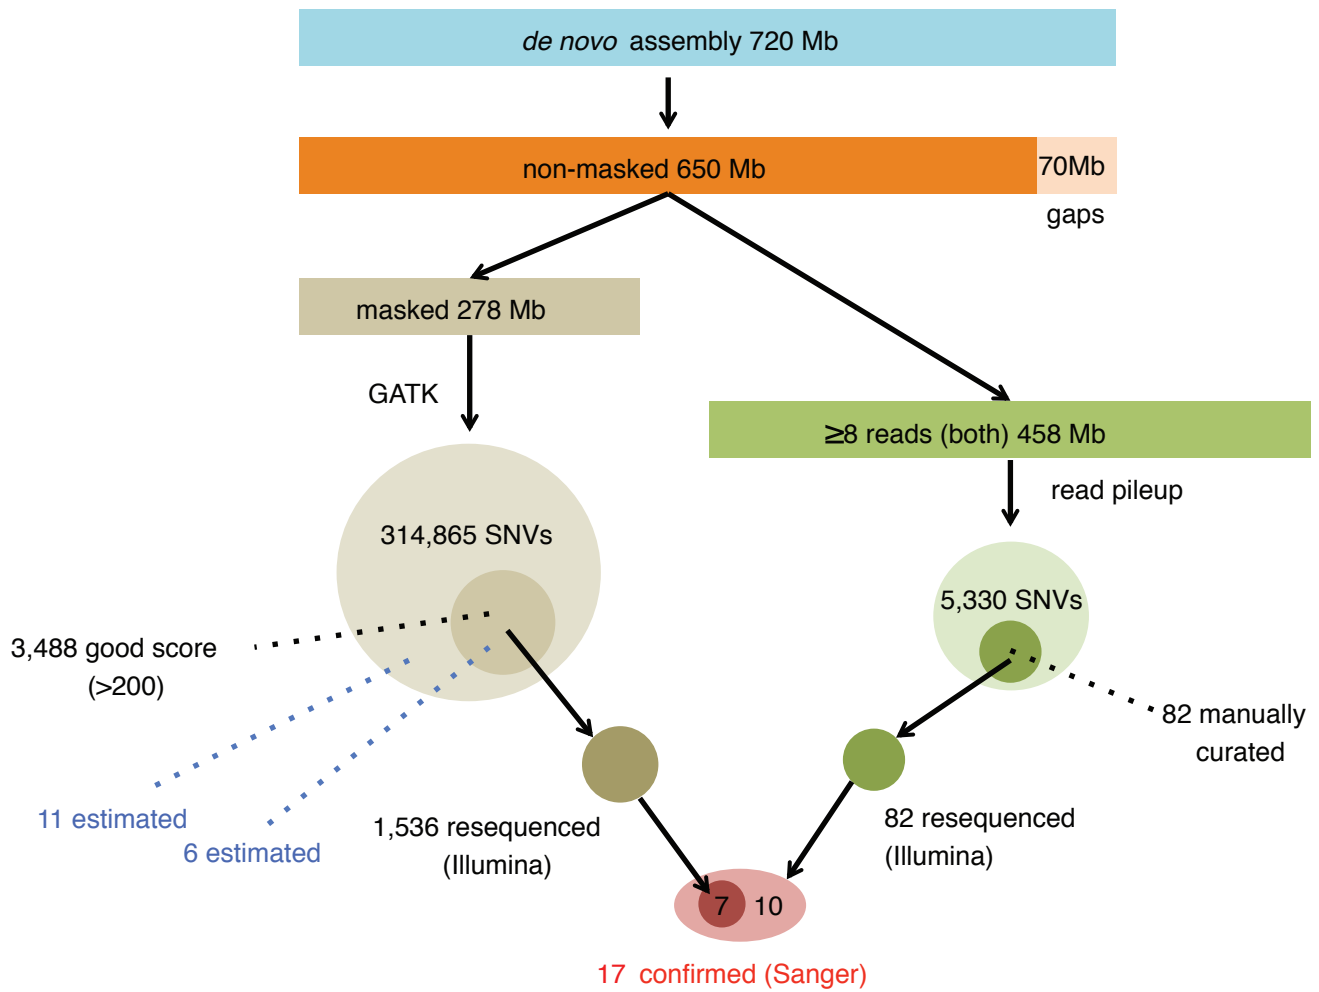 de novo assembly 720 Mb
non-masked 650 Mb
70Mb
gaps
masked 278 Mb
GATK
≥8 reads (both) 458 Mb
read pileup
314,865 SNVs
5,330 SNVs
3,488 good score
(>200)
82 manually
curated
11 estimated
6 estimated
1,536 resequenced
(Illumina)
82 resequenced
(Illumina)
7 10
17 confirmed (Sanger)